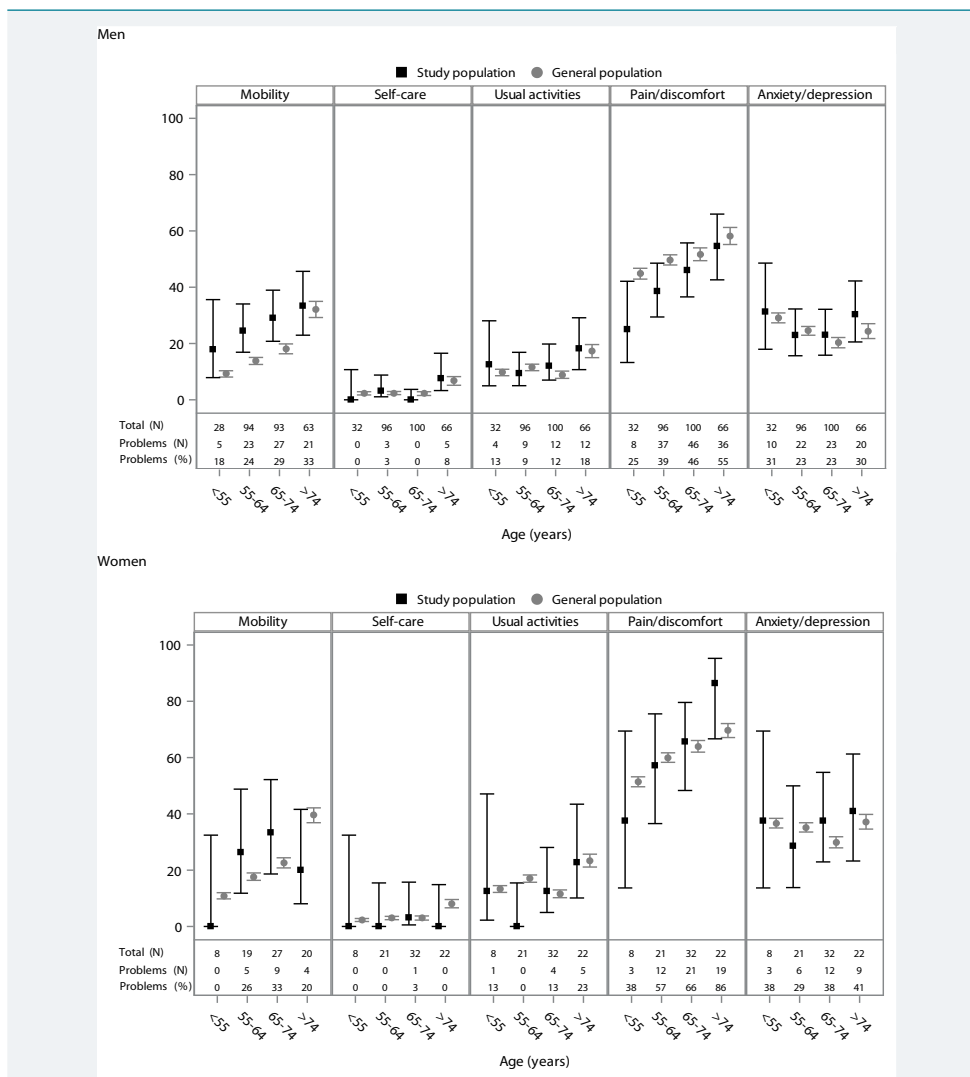 Men
Study population General population
Mobility Self-care Usual activities Pain/discomfort Anxiety/depression
100
80
60
40
20
0
Total (N) 28 94 93 63 32 96 100 66 32 96 100 66 32 96 100 66 32 96 100 66
Problems (N) 5 23 27 21 0 3 0 5 4 9 12 12 8 37 46 36 10 22 23 20
Problems (%) 18 24 29 33 0 3 0 8 13 9 12 18 25 39 46 55 31 23 23 30
<55 55-64 65-74 >74 <55 55-64 65-74 >74 <55 55-64 65-74 >74 <55 55-64 65-74 >74 <55 55-64 65-74 >74
Age (years)
Women
Study population General population
Mobility Self-care Usual activities Pain/discomfort Anxiety/depression
100
80
60
40
20
0
Total (N) 8 19 27 20 8 21 32 22 8 21 32 22 8 21 32 22 8 21 32 22
Problems (N) 0 5 9 4 0 0 1 0 1 0 4 5 3 12 21 19 3 6 12 9
Problems (%) 0 26 33 20 0 0 3 0 13 0 13 23 38 57 66 86 38 29 38 41
<55 55-64 65-74 >74 <55 55-64 65-74 >74 <55 55-64 65-74 >74 <55 55-64 65-74 >74 <55 55-64 65-74 >74
Age (years)